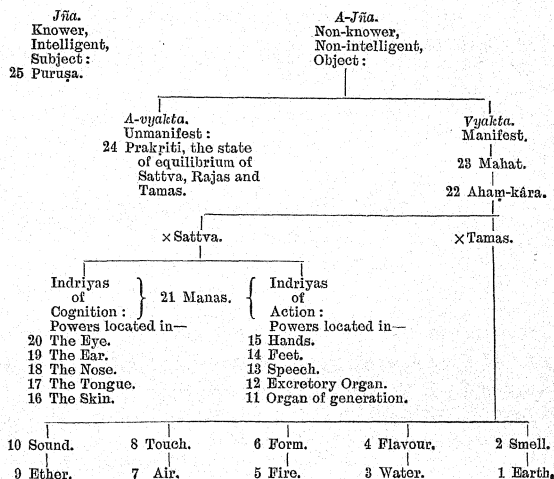 Jña.
Knower,
Intelligent,
Subject:
25 Puruṣa.
A-Jña.
Non-knower,
Non-intelligent,
Object:
A-vyakta.
Unmanifest:
24 Prakṛiti, the state
of equilibrium of
Sattva, Rajas and
Tamas.
Vyakta.
Manifest.
23 Mahat.
22 Aham-kâra.
× Sattva.
× Tamas.
Indriyas
of
Cognition:
Powers located in—
20 The Eye.
19 The Ear.
18 The Nose.
17 The Tongue.
16 The Skin.
21 Manas.
Indriyas
of
Action:
Powers located in—
15 Hands.
14 Feet.
13 Speech.
12 Excretory Organ.
11 Organ of generation.
10 Sound. 8 Touch. 6 Form. 4 Flavour. 2 Smell.
9 Ether. 7 Air. 5 Fire. 3 Water. 1 Earth.